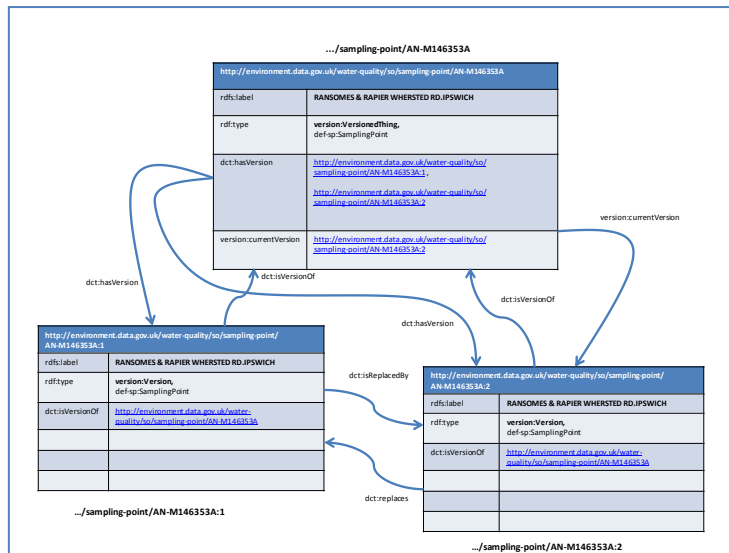 .../sampling-point/AN-M146353A
http://environment.data.gov.uk/water-quality/so/sampling-point/AN-M146353A
rdfs:label RANSOMES & RAPIER WHERSTED RD.IPSWICH
rdf:type version:VersionedThing,
def-sp:SamplingPoint
dct:hasVersion http://environment.data.gov.uk/water-quality/so/
sampling-point/AN-M146353A:1 ,
http://environment.data.gov.uk/water-quality/so/
sampling-point/AN-M146353A:2
version:currentVersion http://environment.data.gov.uk/water-quality/so/
sampling-point/AN-M146353A:2
version:currentVersion
dct:hasVersion
dct:isVersionOf
dct:isVersionOf
dct:hasVersion
http://environment.data.gov.uk/water-quality/so/sampling-point/
AN-M146353A:1
rdfs:label RANSOMES & RAPIER WHERSTED RD.IPSWICH
rdf:type version:Version,
def-sp:SamplingPoint
dct:isVersionOf http://environment.data.gov.uk/water-
quality/so/sampling-point/AN-M146353A
.../sampling-point/AN-M146353A:1
dct:isReplacedBy
dct:replaces
http://environment.data.gov.uk/water-quality/so/sampling-point/
AN-M146353A:2
rdfs:label RANSOMES & RAPIER WHERSTED RD.IPSWICH
rdf:type version:Version,
def-sp:SamplingPoint
dct:isVersionOf http://environment.data.gov.uk/water-
quality/so/sampling-point/AN-M146353A
.../sampling-point/AN-M146353A:2